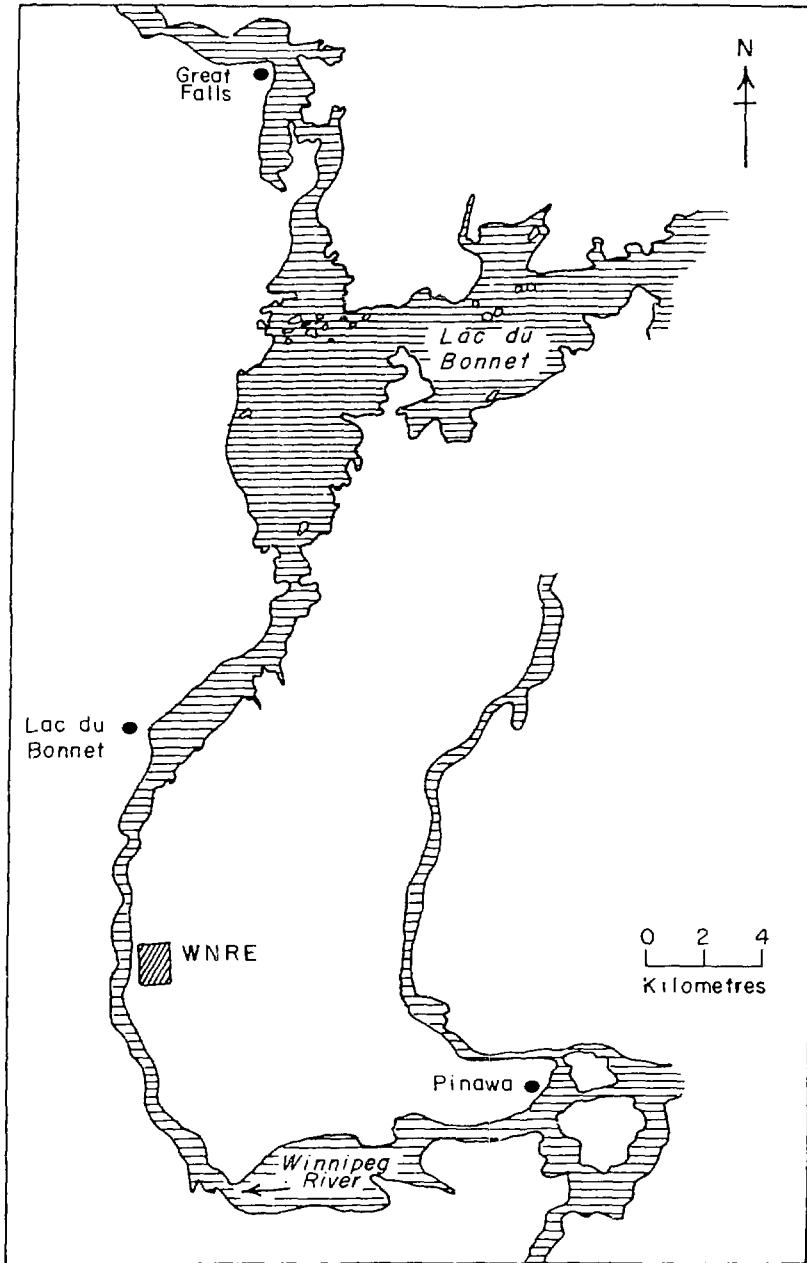 N
Great
Falls
Lac du
Bonnet
Lac du
Bonnet
WNRE
0 2 4
Kilometres
Pinawa
Winnipeg
River